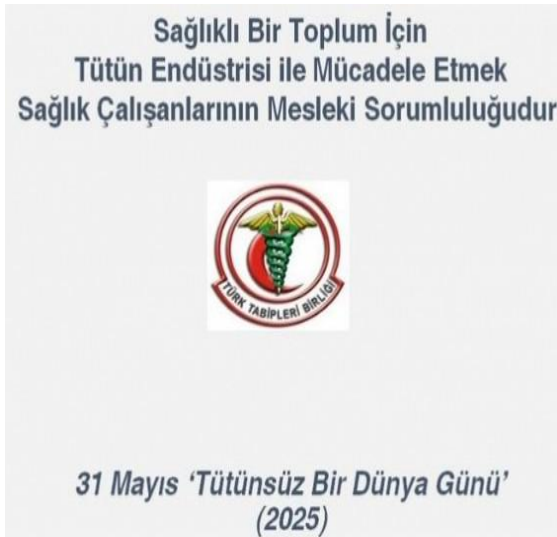 Sağlıklı Bir Toplum İçin
Tütün Endüstrisi ile Mücadele Etmek
Sağlık Çalışanlarının Mesleki Sorumluluğudur
TÜRK TABİPLERİ BİRLİĞİ
31 Mayıs ‘Tütünsüz Bir Dünya Günü’
(2025)